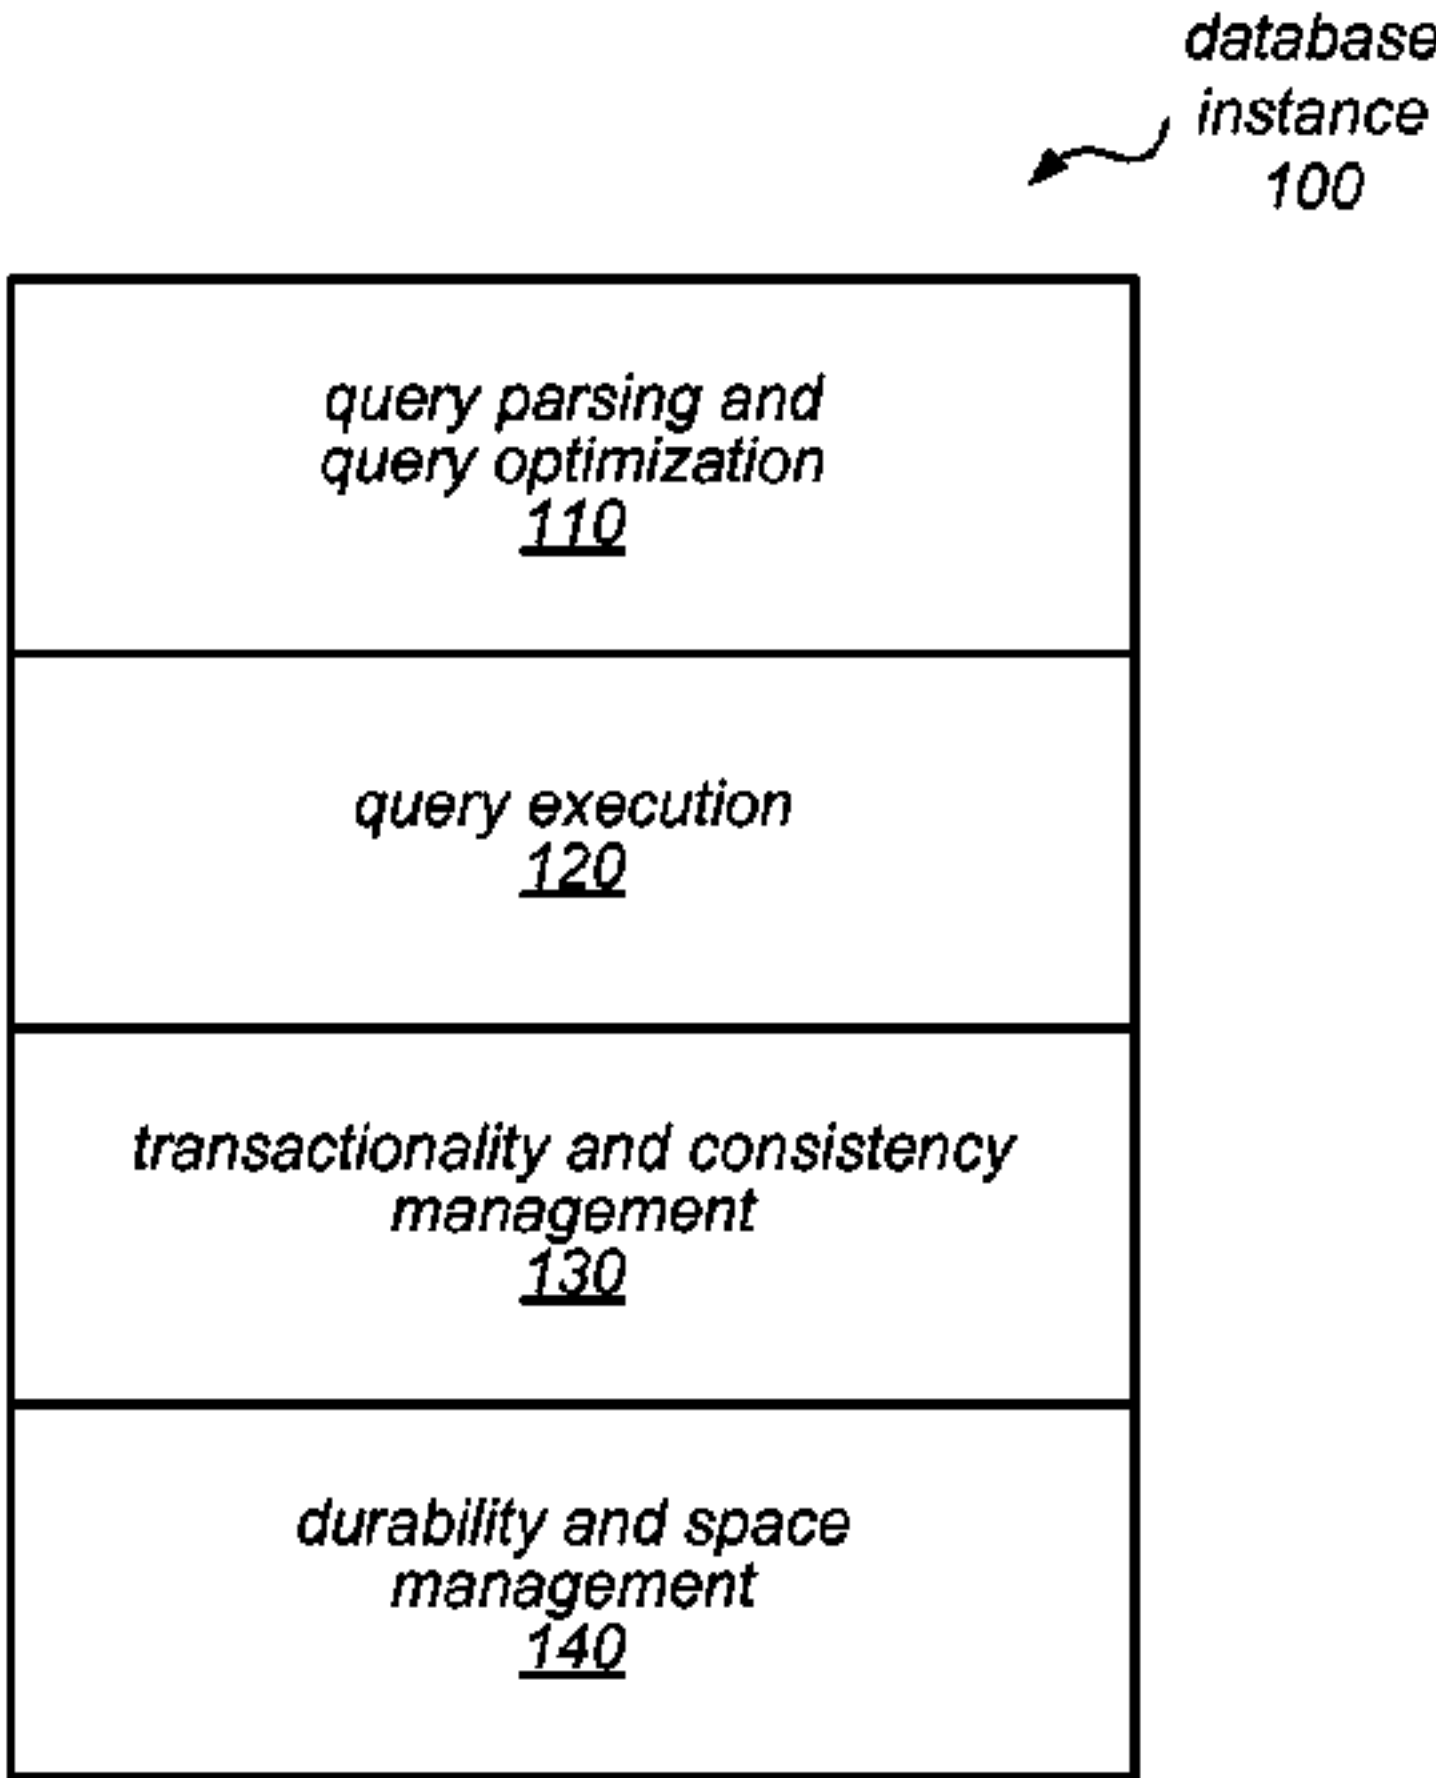 database
instance
100
query parsing and
query optimization
110
query execution
120
transactionality and consistency
management
130
durability and space
management
140